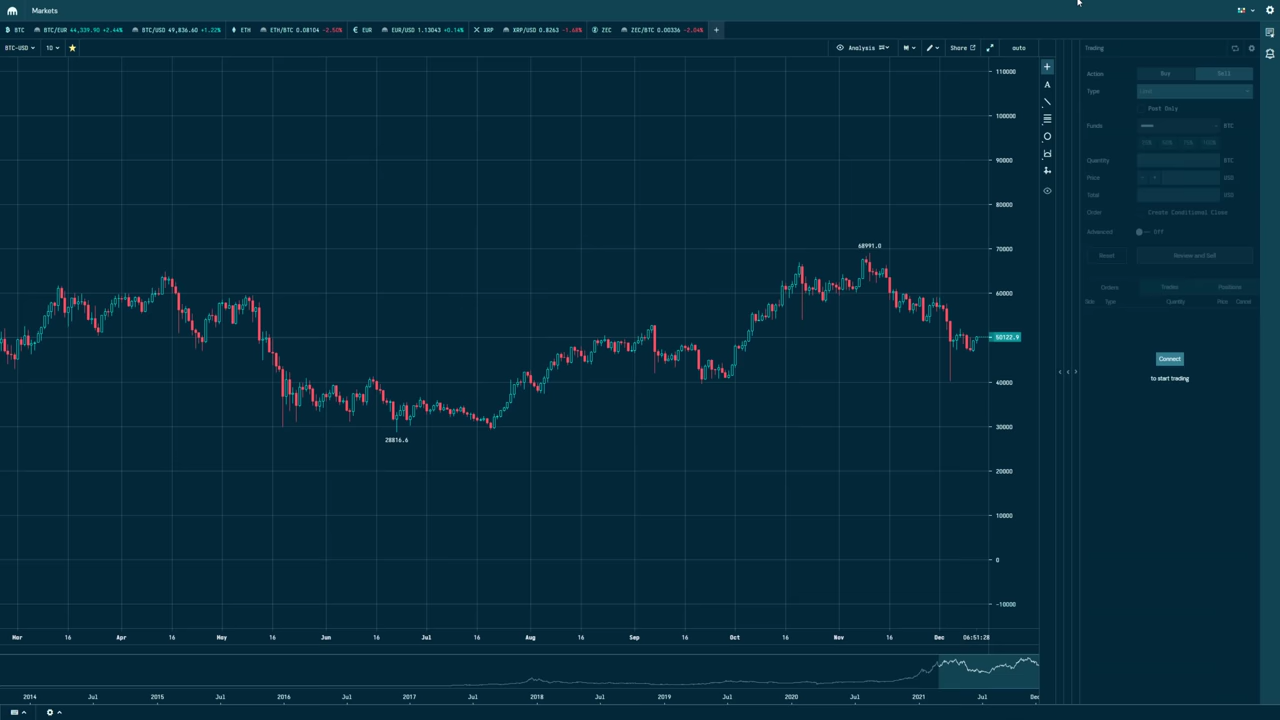 Markets
BTC BTC/EUR 44,339.90 +2.44% BTC/USD 49,836.60 +1.22% ETH ETH/BTC 0.08104 -2.50% EUR EUR/USD 1.13043 +0.14% XRP XRP/USD 0.8263 -1.68% ZEC ZEC/BTC 0.00336 -2.04% +
BTC-USD 1D Analysis Share auto
Trading
110000
100000
90000
80000
70000
60000
50122.9
40000
30000
20000
10000
0
-10000
68991.0
28816.6
A
Action Buy Sell
Type
Post Only
Funds BTC
25% 50% 75% 100%
Quantity BTC
Price - + USD
Total USD
Order Create Conditional Close
Advanced Off
Reset Review and Sell
Orders Trades Positions
Side Type Quantity Price Cancel
Connect
to start trading
Mar 16 Apr 16 May 16 Jun 16 Jul 16 Aug 16 Sep 16 Oct 16 Nov 16 Dec 06:51:28
2014 Jul 2015 Jul 2016 Jul 2017 Jul 2018 Jul 2019 Jul 2020 Jul 2021 Jul Dec